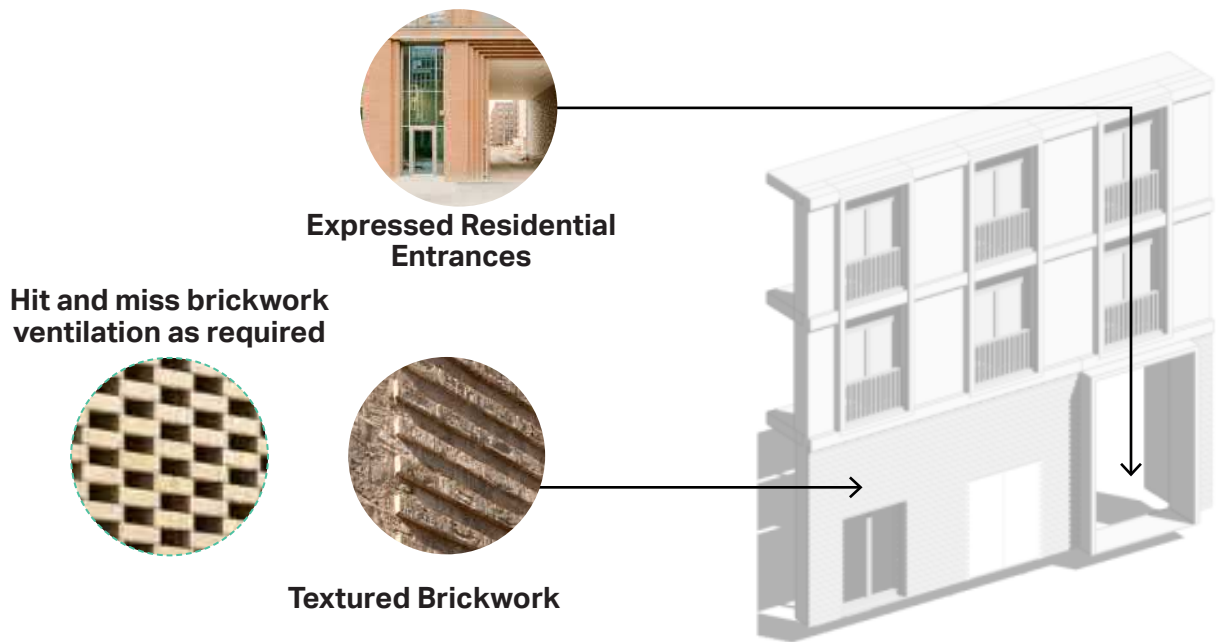 Expressed Residential
Entrances
Hit and miss brickwork
ventilation as required
Textured Brickwork